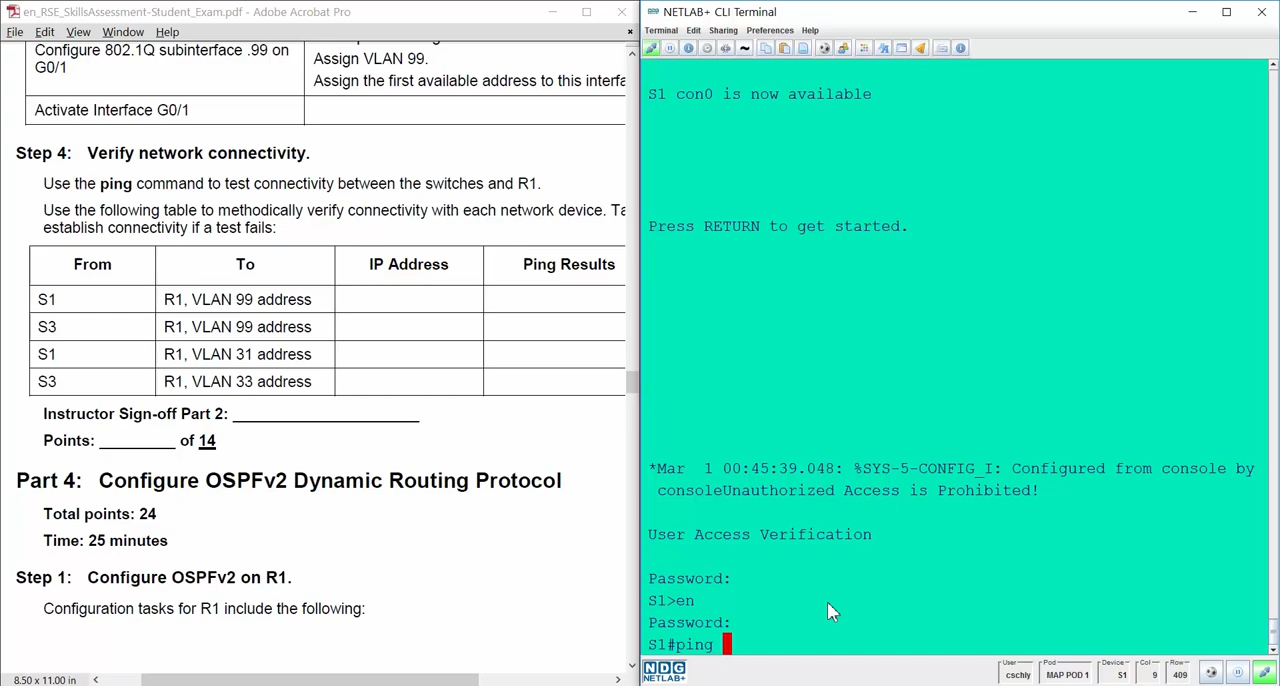 en_RSE_SkillsAssessment-Student_Exam.pdf - Adobe Acrobat Pro
File Edit View Window Help
Configure 802.1Q subinterface .99 on
G0/1
Assign VLAN 99.
Assign the first available address to this interfa
Activate Interface G0/1
Step 4: Verify network connectivity.
Use the ping command to test connectivity between the switches and R1.
Use the following table to methodically verify connectivity with each network device. Ta
establish connectivity if a test fails:
From To IP Address Ping Results
S1 R1, VLAN 99 address
S3 R1, VLAN 99 address
S1 R1, VLAN 31 address
S3 R1, VLAN 33 address
Instructor Sign-off Part 2: ____________________
Points: ________ of 14
Part 4: Configure OSPFv2 Dynamic Routing Protocol
Total points: 24
Time: 25 minutes
Step 1: Configure OSPFv2 on R1.
Configuration tasks for R1 include the following:
8.50 x 11.00 in
NETLAB+ CLI Terminal
Terminal Edit Sharing Preferences Help
S1 con0 is now available
Press RETURN to get started.
*Mar  1 00:45:39.048: %SYS-5-CONFIG_I: Configured from console by
consoleUnauthorized Access is Prohibited!
User Access Verification
Password:
S1>en
Password:
S1#ping
NDG
NETLAB+
User cschly
Pod MAP POD 1
Device S1
Col 9
Row 409